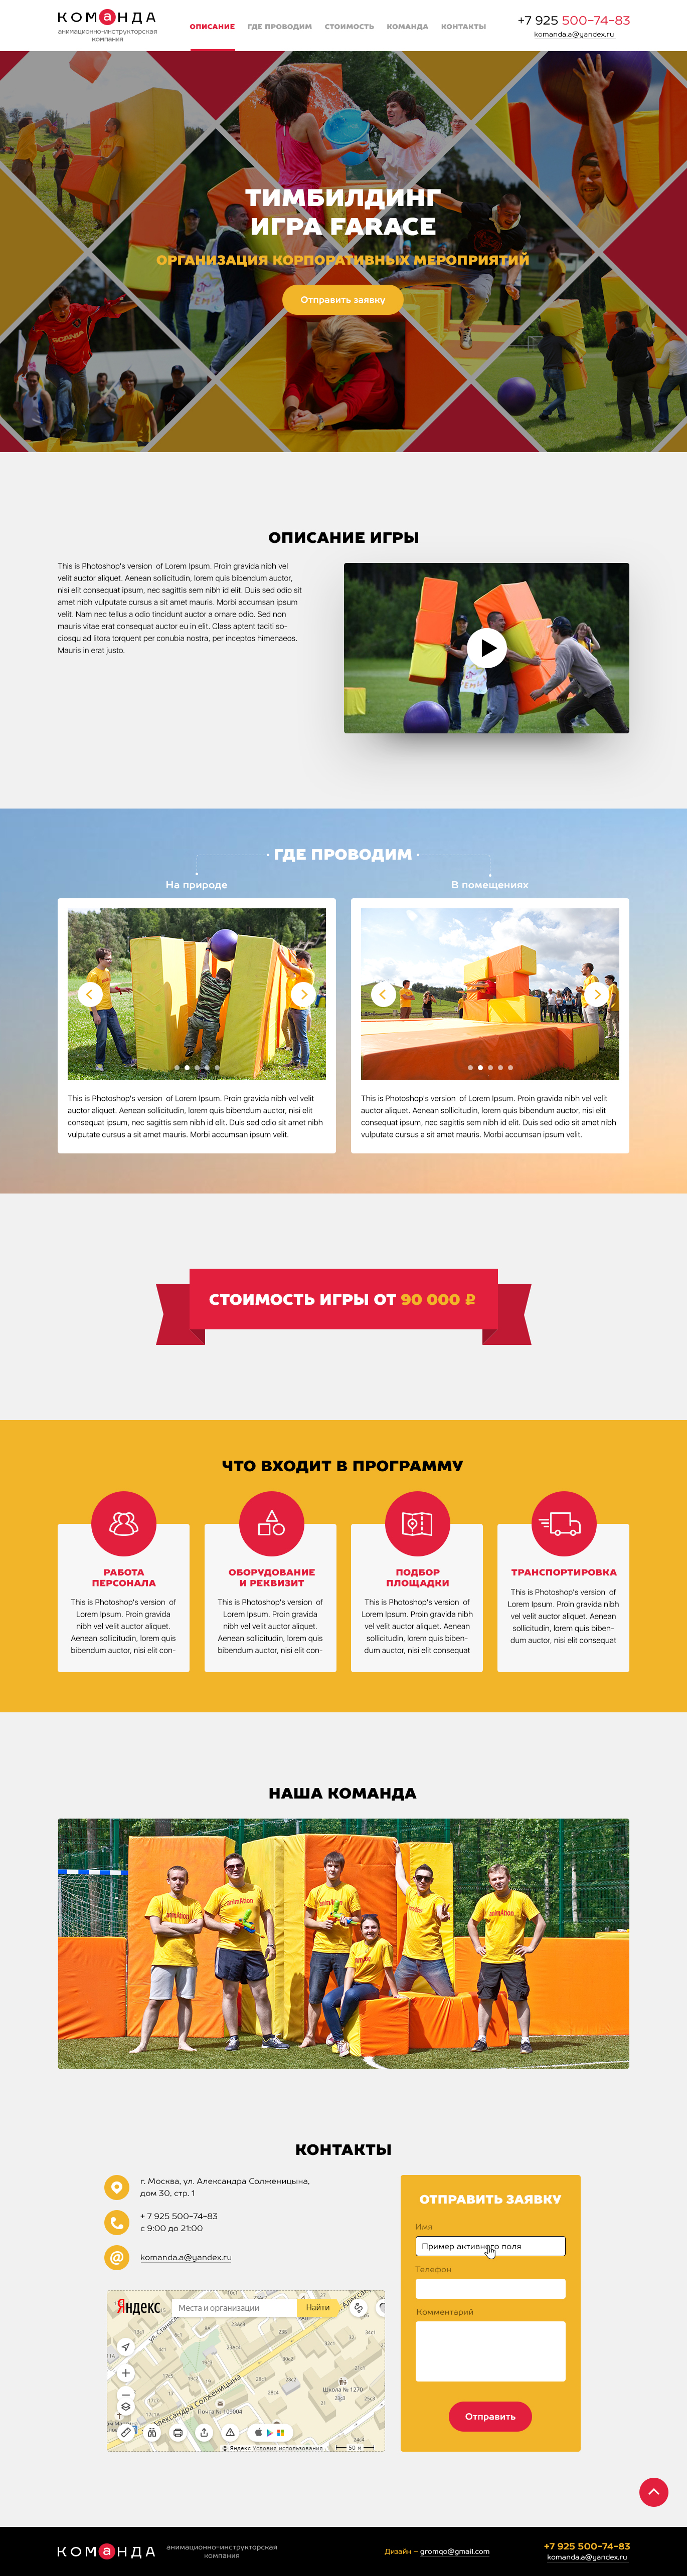 КОМаНДА
анимационно-инструкторская
компания
ОПИСАНИЕ ГДЕ ПРОВОДИМ СТОИМОСТЬ КОМАНДА КОНТАКТЫ
+7 925 500-74-83
komanda.a@yandex.ru
ТИМБИЛДИНГ
ИГРА FARACE
ОРГАНИЗАЦИЯ КОРПОРАТИВНЫХ МЕРОПРИЯТИЙ
Отправить заявку
SCANIA
ОПИСАНИЕ ИГРЫ
This is Photoshop's version of Lorem Ipsum. Proin gravida nibh vel
velit auctor aliquet. Aenean sollicitudin, lorem quis bibendum auctor,
nisi elit consequat ipsum, nec sagittis sem nibh id elit. Duis sed odio sit
amet nibh vulputate cursus a sit amet mauris. Morbi accumsan ipsum
velit. Nam nec tellus a odio tincidunt auctor a ornare odio. Sed non
mauris vitae erat consequat auctor eu in elit. Class aptent taciti so-
ciosqu ad litora torquent per conubia nostra, per inceptos himenaeos.
Mauris in erat justo.
ГДЕ ПРОВОДИМ
На природе
В помещениях
This is Photoshop's version of Lorem Ipsum. Proin gravida nibh vel velit
auctor aliquet. Aenean sollicitudin, lorem quis bibendum auctor, nisi elit
consequat ipsum, nec sagittis sem nibh id elit. Duis sed odio sit amet nibh
vulputate cursus a sit amet mauris. Morbi accumsan ipsum velit.
This is Photoshop's version of Lorem Ipsum. Proin gravida nibh vel velit
auctor aliquet. Aenean sollicitudin, lorem quis bibendum auctor, nisi elit
consequat ipsum, nec sagittis sem nibh id elit. Duis sed odio sit amet nibh
vulputate cursus a sit amet mauris. Morbi accumsan ipsum velit.
СТОИМОСТЬ ИГРЫ ОТ 90 000 ₽
ЧТО ВХОДИТ В ПРОГРАММУ
РАБОТА
ПЕРСОНАЛА
This is Photoshop's version of
Lorem Ipsum. Proin gravida
nibh vel velit auctor aliquet.
Aenean sollicitudin, lorem quis
bibendum auctor, nisi elit con-
ОБОРУДОВАНИЕ
И РЕКВИЗИТ
This is Photoshop's version of
Lorem Ipsum. Proin gravida
nibh vel velit auctor aliquet.
Aenean sollicitudin, lorem quis
bibendum auctor, nisi elit con-
ПОДБОР
ПЛОЩАДКИ
This is Photoshop's version of
Lorem Ipsum. Proin gravida nibh
vel velit auctor aliquet. Aenean
sollicitudin, lorem quis biben-
dum auctor, nisi elit consequat
ТРАНСПОРТИРОВКА
This is Photoshop's version of
Lorem Ipsum. Proin gravida nibh
vel velit auctor aliquet. Aenean
sollicitudin, lorem quis biben-
dum auctor, nisi elit consequat
НАША КОМАНДА
animAtion
animAtion
animAtion
animAtion
КОНТАКТЫ
г. Москва, ул. Александра Солженицына,
дом 30, стр. 1
+ 7 925 500-74-83
с 9:00 до 21:00
@
komanda.a@yandex.ru
Яндекс
Места и организации
Найти
Александра Солженицына
Школа № 1270
Почта № 109004
© Яндекс Условия использования
50 м
ОТПРАВИТЬ ЗАЯВКУ
Имя
Пример активного поля
Телефон
Комментарий
Отправить
КОМаНДА
анимационно-инструкторская
компания
Дизайн – gromqo@gmail.com
+7 925 500-74-83
komanda.a@yandex.ru